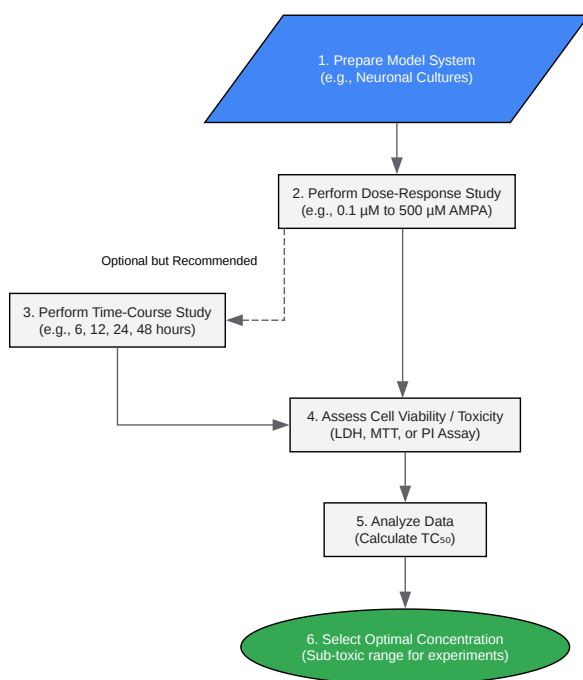 1. Prepare Model System
(e.g., Neuronal Cultures)
2. Perform Dose-Response Study
(e.g., 0.1 µM to 500 µM AMPA)
Optional but Recommended
3. Perform Time-Course Study
(e.g., 6, 12, 24, 48 hours)
4. Assess Cell Viability / Toxicity
(LDH, MTT, or PI Assay)
5. Analyze Data
(Calculate TC₅₀)
6. Select Optimal Concentration
(Sub-toxic range for experiments)